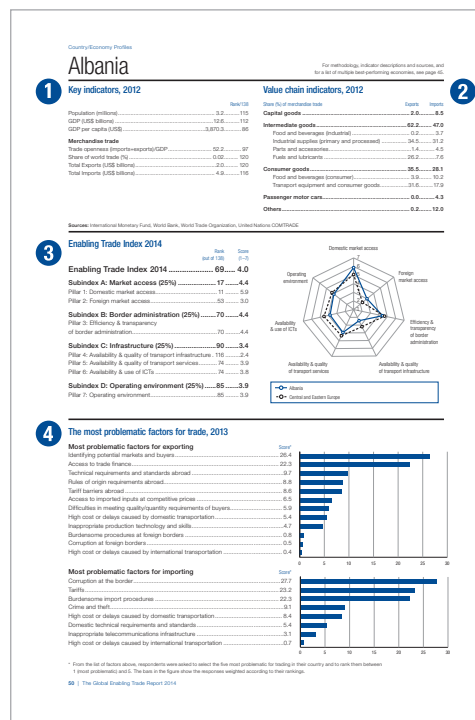 Country/Economy Profiles
Albania
For methodology, indicator descriptions and sources, and
for a list of multiple best-performing economies, see page 45.
1
Key indicators, 2012
Rank/138
Population (millions) 3.2 115
GDP (US$ billions) 12.6 112
GDP per capita (US$) 3,870.3 86
Merchandise trade
Trade openness (imports+exports)/GDP 52.2 97
Share of world trade (%) 0.02 120
Total Exports (US$ billions) 2.0 120
Total Imports (US$ billions) 4.9 116
2
Value chain indicators, 2012
Share (%) of merchandise trade Exports Imports
Capital goods 2.0 8.5
Intermediate goods 62.2 47.0
Food and beverages (industrial) 0.2 3.7
Industrial supplies (primary and processed) 34.5 31.2
Parts and accessories 1.4 4.5
Fuels and lubricants 26.2 7.6
Consumer goods 35.5 28.1
Food and beverages (consumer) 3.9 10.2
Transport equipment and consumer goods 31.6 17.9
Passenger motor cars 0.0 4.3
Others 0.2 12.0
Sources: International Monetary Fund, World Bank, World Trade Organization, United Nations COMTRADE
3
Enabling Trade Index 2014
Rank Score
(out of 138) (1–7)
Enabling Trade Index 2014 69 4.0
Subindex A: Market access (25%) 17 4.4
Pillar 1: Domestic market access 11 5.9
Pillar 2: Foreign market access 53 3.0
Subindex B: Border administration (25%) 70 4.4
Pillar 3: Efficiency & transparency
of border administration 70 4.4
Subindex C: Infrastructure (25%) 90 3.4
Pillar 4: Availability & quality of transport infrastructure 116 2.4
Pillar 5: Availability & quality of transport services 74 3.9
Pillar 6: Availability & use of ICTs 74 3.8
Subindex D: Operating environment (25%) 85 3.9
Pillar 7: Operating environment 85 3.9
Domestic market access
Foreign
market access
Efficiency &
transparency
of border
administration
Availability & quality
of transport infrastructure
Availability & quality
of transport services
Availability
& use of ICTs
Operating
environment
7
Albania
Central and Eastern Europe
4
The most problematic factors for trade, 2013
Most problematic factors for exporting Score*
Identifying potential markets and buyers 26.4
Access to trade finance 22.3
Technical requirements and standards abroad 9.7
Rules of origin requirements abroad 8.8
Tariff barriers abroad 8.6
Access to imported inputs at competitive prices 6.5
Difficulties in meeting quality/quantity requirements of buyers 5.9
High cost or delays caused by domestic transportation 5.4
Inappropriate production technology and skills 4.7
Burdensome procedures at foreign borders 0.8
Corruption at foreign borders 0.5
High cost or delays caused by international transportation 0.4
0 5 10 15 20 25 30
Most problematic factors for importing Score*
Corruption at the border 27.7
Tariffs 23.2
Burdensome import procedures 22.3
Crime and theft 9.1
High cost or delays caused by domestic transportation 8.4
Domestic technical requirements and standards 5.4
Inappropriate telecommunications infrastructure 3.1
High cost or delays caused by international transportation 0.7
0 5 10 15 20 25 30
* From the list of factors above, respondents were asked to select the five most problematic for trading in their country and to rank them between
1 (most problematic) and 5. The bars in the figure show the responses weighted according to their rankings.
50 | The Global Enabling Trade Report 2014